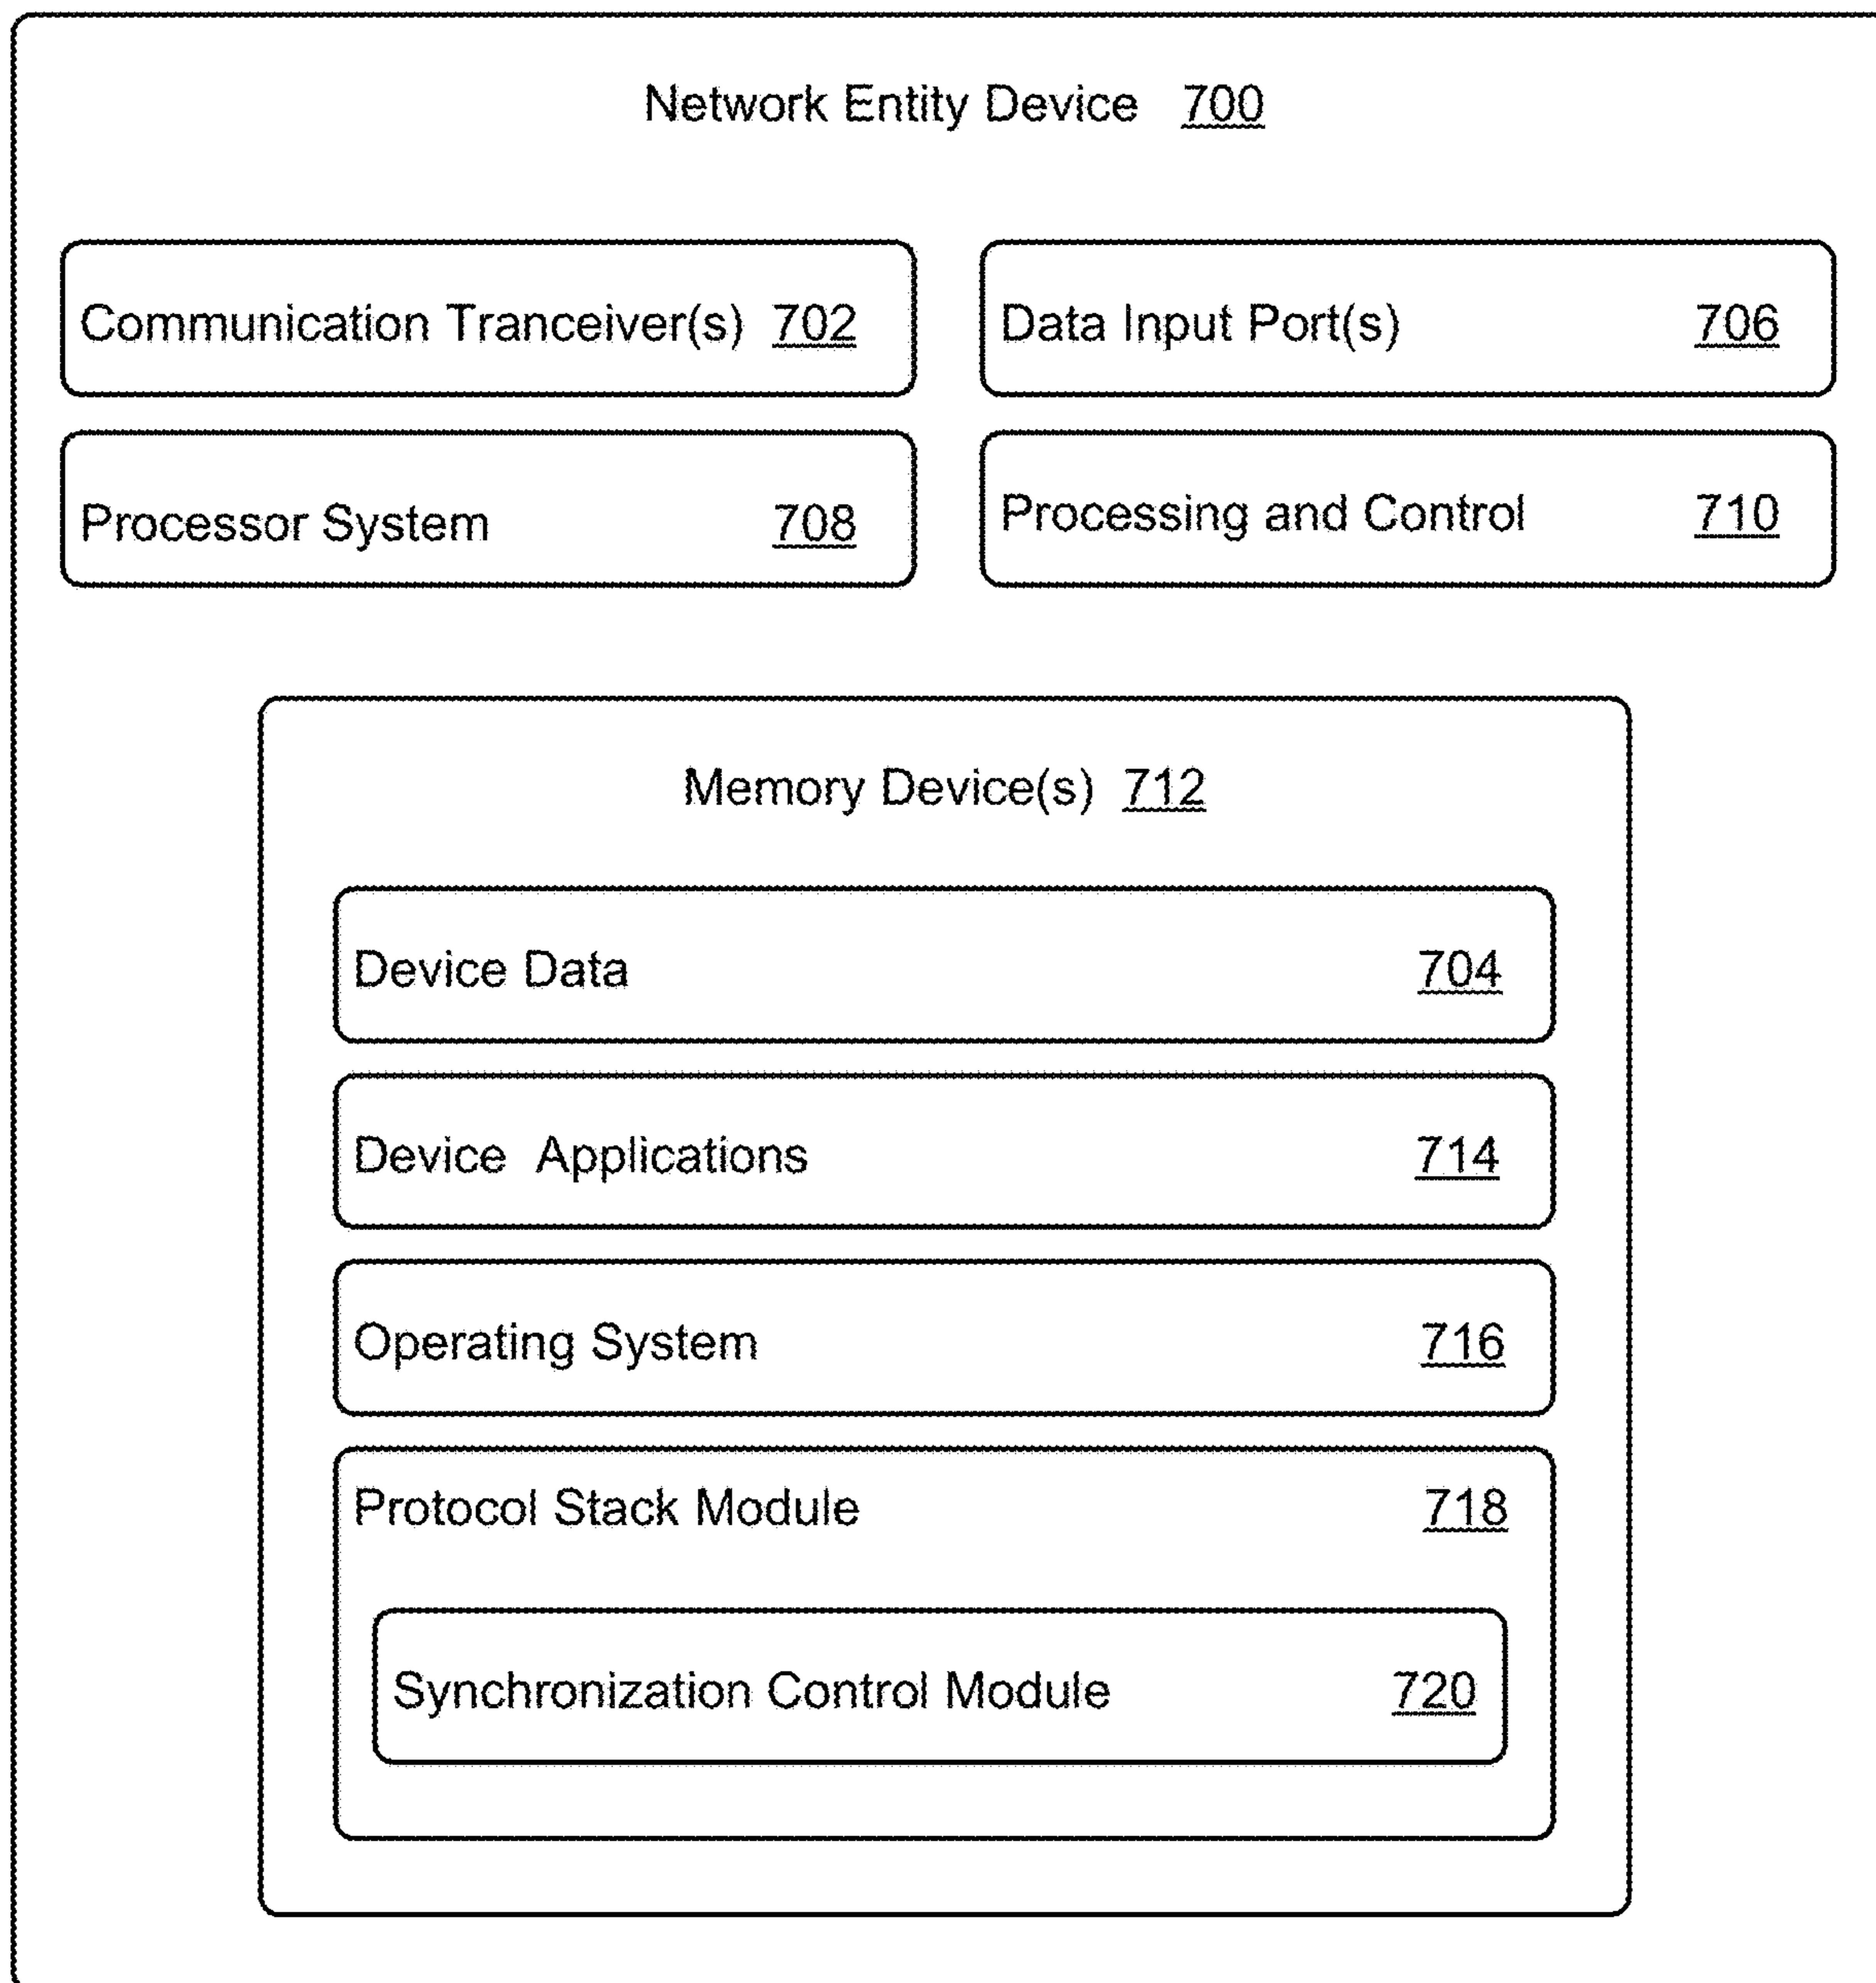 Network Entity Device 700
Communication Tranceiver(s) 702
Data Input Port(s) 706
Processor System 708
Processing and Control 710
Memory Device(s) 712
Device Data 704
Device Applications 714
Operating System 716
Protocol Stack Module 718
Synchronization Control Module 720